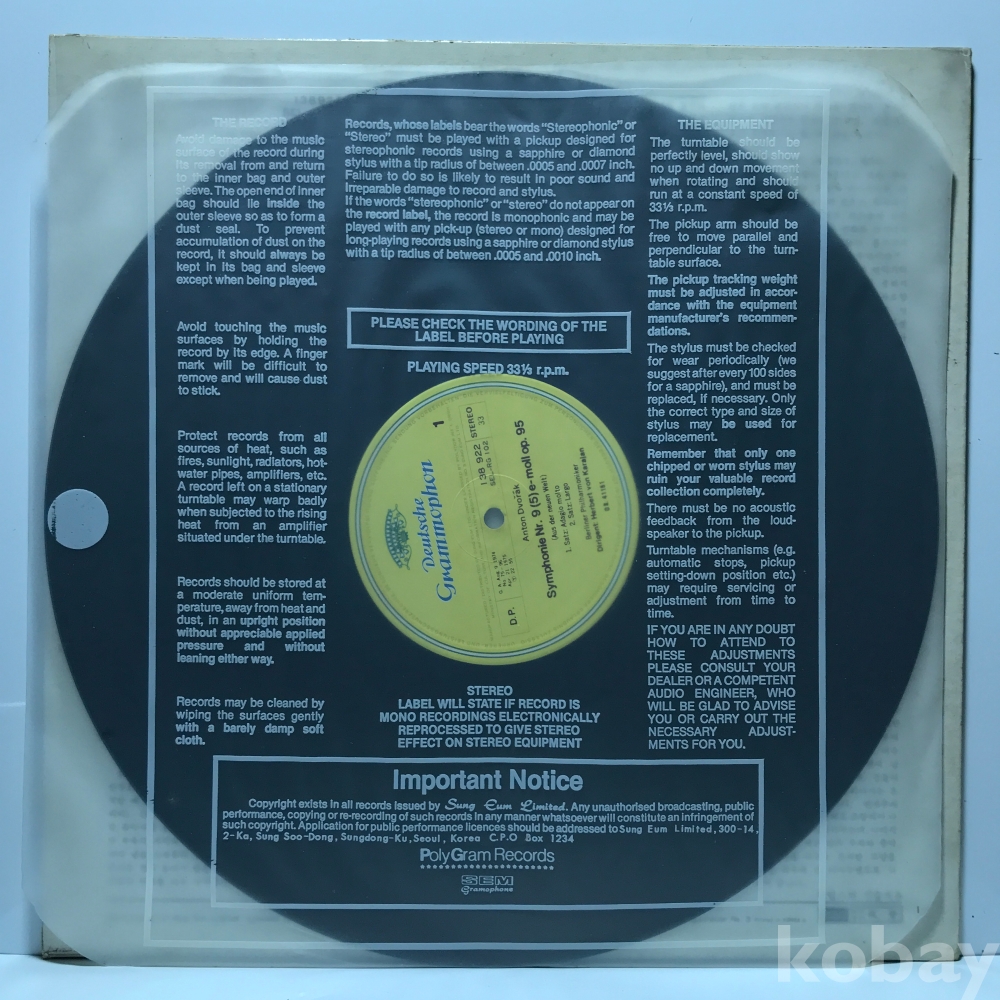 THE RECORD
Avoid damage to the music
surface of the record during
its removal from and return
to the inner bag and outer
sleeve. The open end of inner
bag should lie inside the
outer sleeve so as to form a
dust seal. To prevent
accumulation of dust on the
record, it should always be
kept in its bag and sleeve
except when being played.
Avoid touching the music
surfaces by holding the
record by its edge. A finger
mark will be difficult to
remove and will cause dust
to stick.
Protect records from all
sources of heat, such as
fires, sunlight, radiators, hot-
water pipes, amplifiers, etc.
A record left on a stationary
turntable may warp badly
when subjected to the rising
heat from an amplifier
situated under the turntable.
Records should be stored at
a moderate uniform tem-
perature, away from heat and
dust, in an upright position
without appreciable applied
pressure and without
leaning either way.
Records may be cleaned by
wiping the surfaces gently
with a barely damp soft
cloth.
Records, whose labels bear the words "Stereophonic" or
"Stereo" must be played with a pickup designed for
stereophonic records using a sapphire or diamond
stylus with a tip radius of between .0005 and .0007 inch.
Failure to do so is likely to result in poor sound and
irreparable damage to record and stylus.
If the words "stereophonic" or "stereo" do not appear on
the record label, the record is monophonic and may be
played with any pick-up (stereo or mono) designed for
long-playing records using a sapphire or diamond stylus
with a tip radius of between .0005 and .0010 inch.
PLEASE CHECK THE WORDING OF THE
LABEL BEFORE PLAYING
PLAYING SPEED 33⅓ r.p.m.
Deutsche
Grammophon
1
138 922
STEREO
33
D.P.
Anton Dvořák
Symphonie Nr. 9 (5) e-moll op. 95
(Aus der neuen Welt)
1. Satz: Adagio molto
2. Satz: Largo
Berliner Philharmoniker
Dirigent: Herbert von Karajan
STEREO
LABEL WILL STATE IF RECORD IS
MONO RECORDINGS ELECTRONICALLY
REPROCESSED TO GIVE STEREO
EFFECT ON STEREO EQUIPMENT
THE EQUIPMENT
The turntable should be
perfectly level, should show
no up and down movement
when rotating and should
run at a constant speed of
33⅓ r.p.m.
The pickup arm should be
free to move parallel and
perpendicular to the turn-
table surface.
The pickup tracking weight
must be adjusted in accor-
dance with the equipment
manufacturer's recommen-
dations.
The stylus must be checked
for wear periodically (we
suggest after every 100 sides
for a sapphire), and must be
replaced, if necessary. Only
the correct type and size of
stylus may be used for
replacement.
Remember that only one
chipped or worn stylus may
ruin your valuable record
collection completely.
There must be no acoustic
feedback from the loud-
speaker to the pickup.
Turntable mechanisms (e.g.
automatic stops, pickup
setting-down position etc.)
may require servicing or
adjustment from time to
time.
IF YOU ARE IN ANY DOUBT
HOW TO ATTEND TO
THESE ADJUSTMENTS
PLEASE CONSULT YOUR
DEALER OR A COMPETENT
AUDIO ENGINEER, WHO
WILL BE GLAD TO ADVISE
YOU OR CARRY OUT THE
NECESSARY ADJUST-
MENTS FOR YOU.
Important Notice
Copyright exists in all records issued by Sung Eum Limited. Any unauthorised broadcasting, public
performance, copying or re-recording of such records in any manner whatsoever will constitute an infringement of
such copyright. Application for public performance licences should be addressed to Sung Eum Limited, 300-14,
2-Ka, Sung Soo-Dong, Sungdong-Ku, Seoul, Korea C.P.O Box 1234
PolyGram Records
SEM
Gramophone
kobay